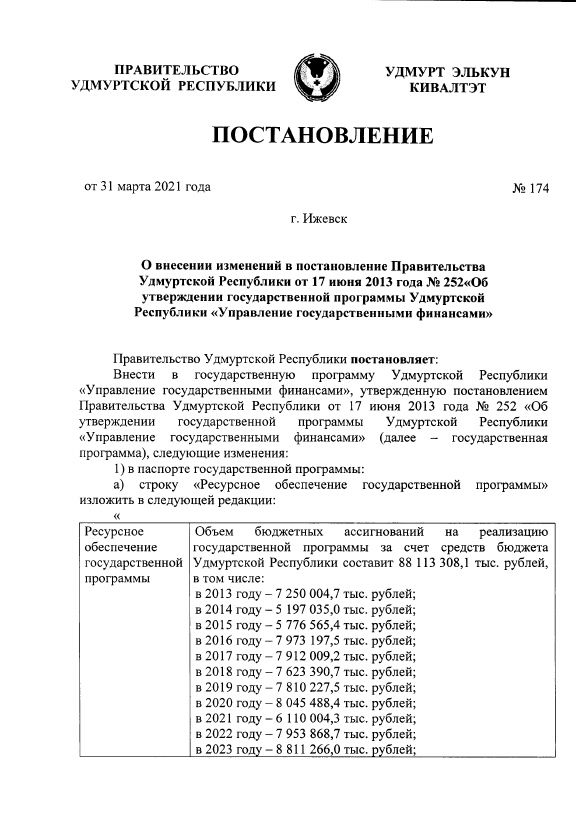 ПРАВИТЕЛЬСТВО
УДМУРТСКОЙ РЕСПУБЛИКИ
УДМУРТ ЭЛЬКУН
КИВАЛТЭТ
ПОСТАНОВЛЕНИЕ
от 31 марта 2021 года
№ 174
г. Ижевск
О внесении изменений в постановление Правительства
Удмуртской Республики от 17 июня 2013 года № 252«Об
утверждении государственной программы Удмуртской
Республики «Управление государственными финансами»
Правительство Удмуртской Республики постановляет:
Внести в государственную программу Удмуртской Республики
«Управление государственными финансами», утвержденную постановлением
Правительства Удмуртской Республики от 17 июня 2013 года № 252 «Об
утверждении государственной программы Удмуртской Республики
«Управление государственными финансами» (далее – государственная
программа), следующие изменения:
1) в паспорте государственной программы:
а) строку «Ресурсное обеспечение государственной программы»
изложить в следующей редакции:
«
Ресурсное
обеспечение
государственной
программы
Объем бюджетных ассигнований на реализацию
государственной программы за счет средств бюджета
Удмуртской Республики составит 88 113 308,1 тыс. рублей,
в том числе:
в 2013 году – 7 250 004,7 тыс. рублей;
в 2014 году – 5 197 035,0 тыс. рублей;
в 2015 году – 5 776 565,4 тыс. рублей;
в 2016 году – 7 973 197,5 тыс. рублей;
в 2017 году – 7 912 009,2 тыс. рублей;
в 2018 году – 7 623 390,7 тыс. рублей;
в 2019 году – 7 810 227,5 тыс. рублей;
в 2020 году – 8 045 488,4 тыс. рублей;
в 2021 году – 6 110 004,3 тыс. рублей;
в 2022 году – 7 953 868,7 тыс. рублей;
в 2023 году – 8 811 266,0 тыс. рублей;